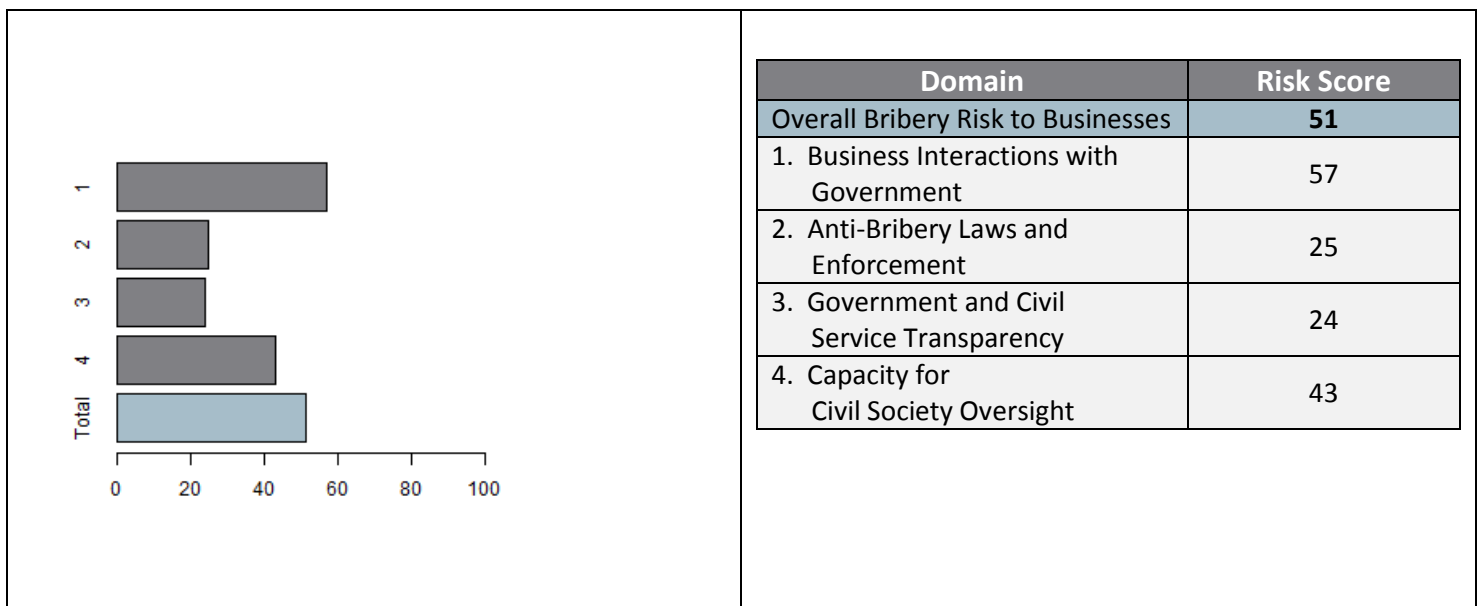 1
2
3
4
Total
0 20 40 60 80 100
Domain Risk Score
Overall Bribery Risk to Businesses 51
1. Business Interactions with
Government
57
2. Anti-Bribery Laws and
Enforcement
25
3. Government and Civil
Service Transparency
24
4. Capacity for
Civil Society Oversight
43